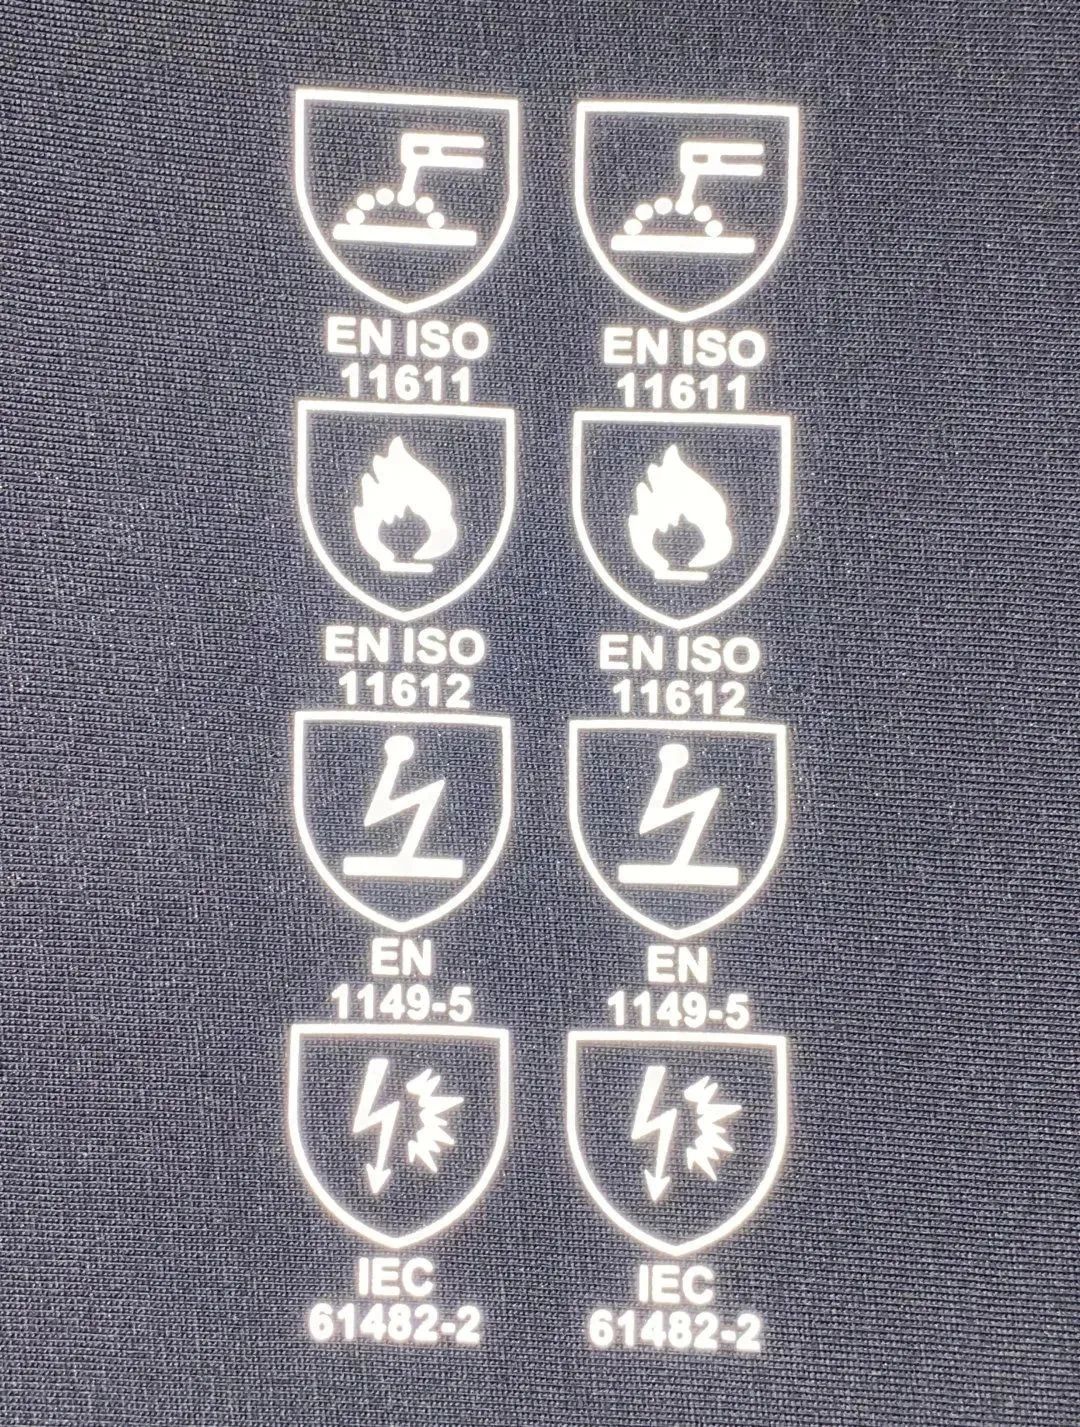 EN ISO
11611
EN ISO
11611
EN ISO
11612
EN ISO
11612
EN
1149-5
EN
1149-5
IEC
61482-2
IEC
61482-2